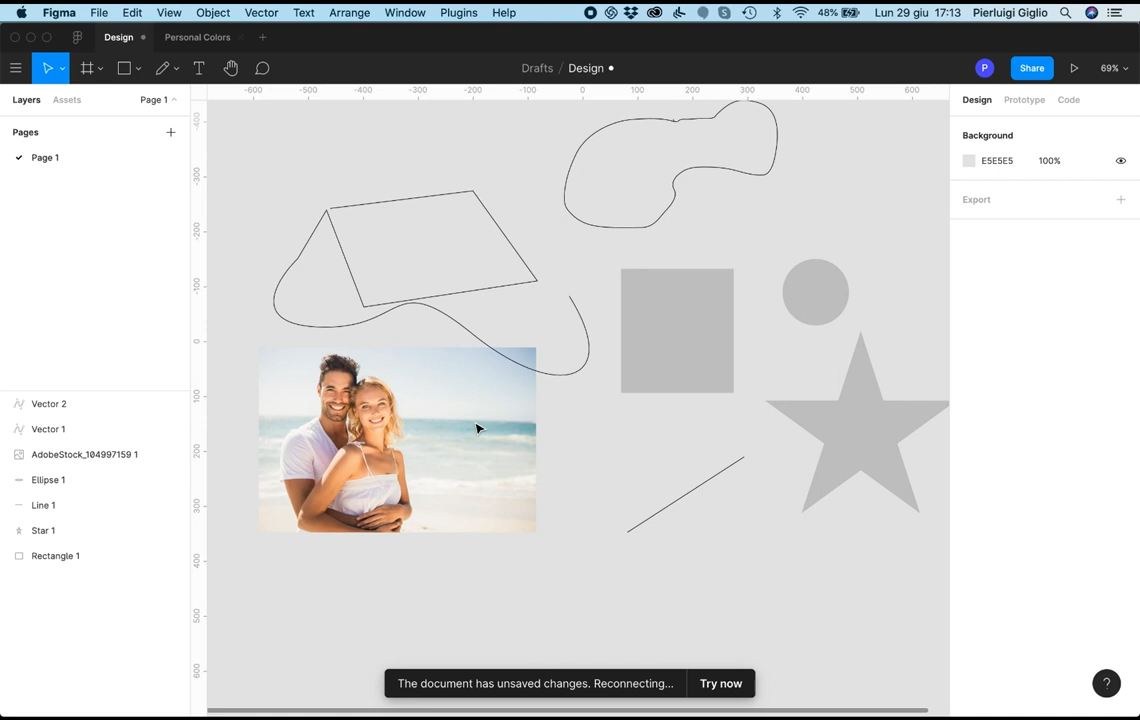 Figma File Edit View Object Vector Text Arrange Window Plugins Help 48% Lun 29 giu 17:13 Pierluigi Giglio
Design Personal Colors
Drafts / Design P Share 69%
Layers Assets Page 1
-600 -500 -400 -300 -200 -100 0 100 200 300 400 500 600
Design Prototype Code
Pages
Page 1
Background
E5E5E5 100%
Export
-400
-300
-200
-100
0
100
200
300
400
500
600
Vector 2
Vector 1
AdobeStock_104997159 1
Ellipse 1
Line 1
Star 1
Rectangle 1
The document has unsaved changes. Reconnecting... Try now
?